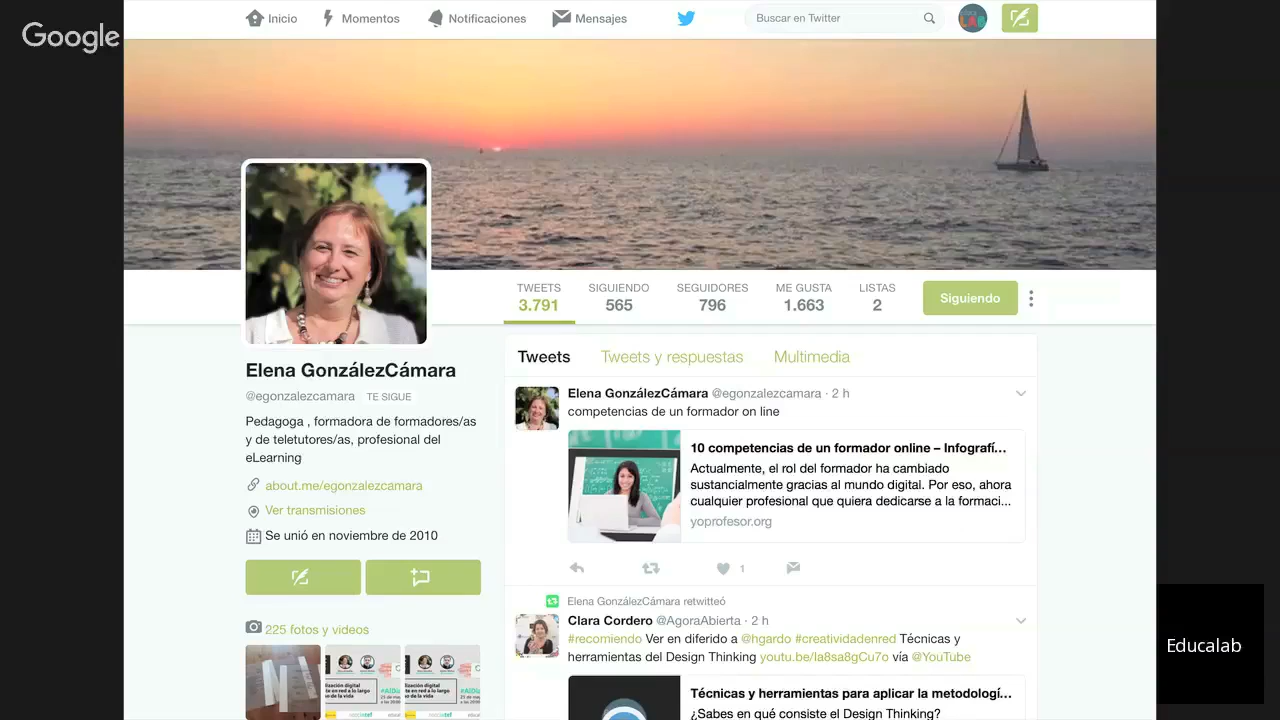 Google
Inicio
Momentos
Notificaciones
Mensajes
Buscar en Twitter
TWEETS
3.791
SIGUIENDO
565
SEGUIDORES
796
ME GUSTA
1.663
LISTAS
2
Siguiendo
Elena GonzálezCámara
@egonzalezcamara TE SIGUE
Pedagoga , formadora de formadores/as
y de teletutores/as, profesional del
eLearning
about.me/egonzalezcamara
Ver transmisiones
Se unió en noviembre de 2010
225 fotos y videos
Tweets
Tweets y respuestas
Multimedia
Elena GonzálezCámara @egonzalezcamara · 2 h
competencias de un formador on line
10 competencias de un formador online – Infografí...
Actualmente, el rol del formador ha cambiado
sustancialmente gracias al mundo digital. Por eso, ahora
cualquier profesional que quiera dedicarse a la formaci...
yoprofesor.org
1
Elena GonzálezCámara retwitteó
Clara Cordero @AgoraAbierta · 2 h
#recomiendo Ver en diferido a @hgardo #creatividadenred Técnicas y
herramientas del Design Thinking youtu.be/Ia8sa8gCu7o vía @YouTube
Técnicas y herramientas para aplicar la metodologí...
¿Sabes en qué consiste el Design Thinking?
Educalab